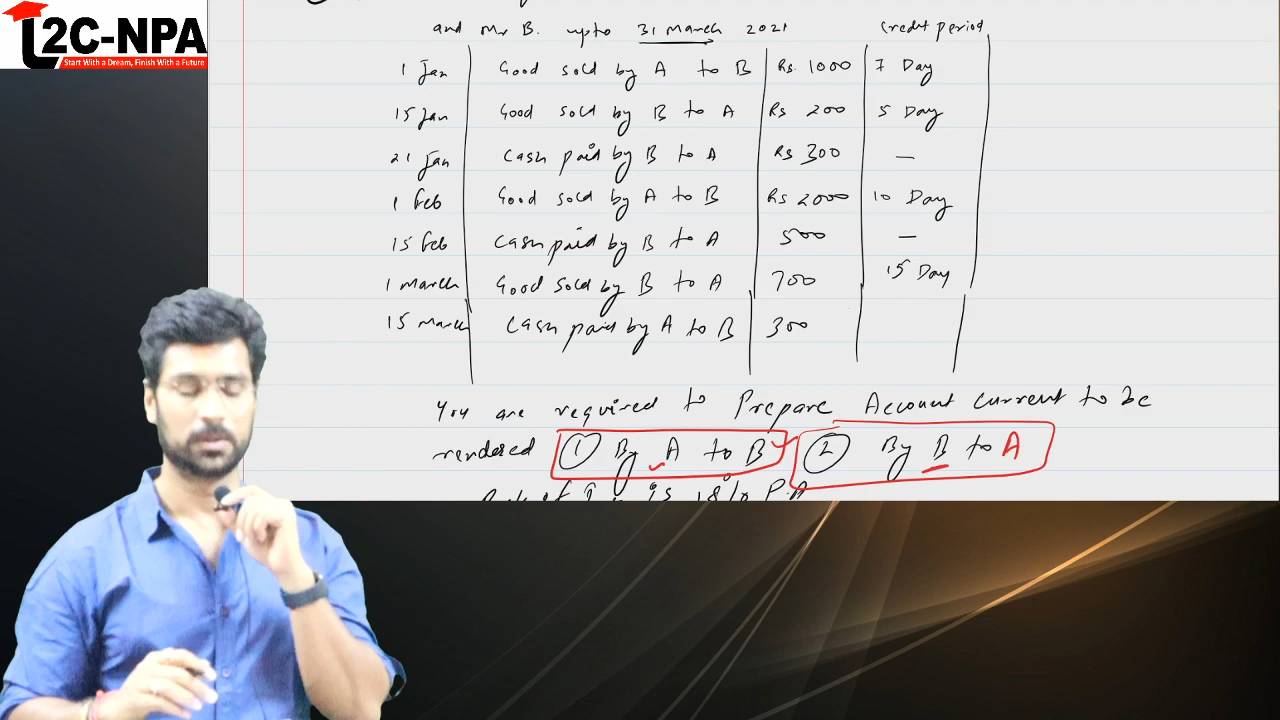 L2C-NPA
Start With a Dream, Finish With a Future
and Mr B. upto 31 March 2021 Credit period
1 Jan Good sold by A to B Rs. 1000 7 Day
15 Jan Good sold by B to A Rs 200 5 Day
21 Jan Cash paid by B to A Rs 300 —
1 Feb Good sold by A to B Rs 2000 10 Day
15 Feb Cash paid by B to A 500 —
1 march Good sold by B to A 700 15 Day
15 march Cash paid by A to B 300
You are required to Prepare Account Current to be
rendered ① By A to B ② By B to A
is 18% P.A